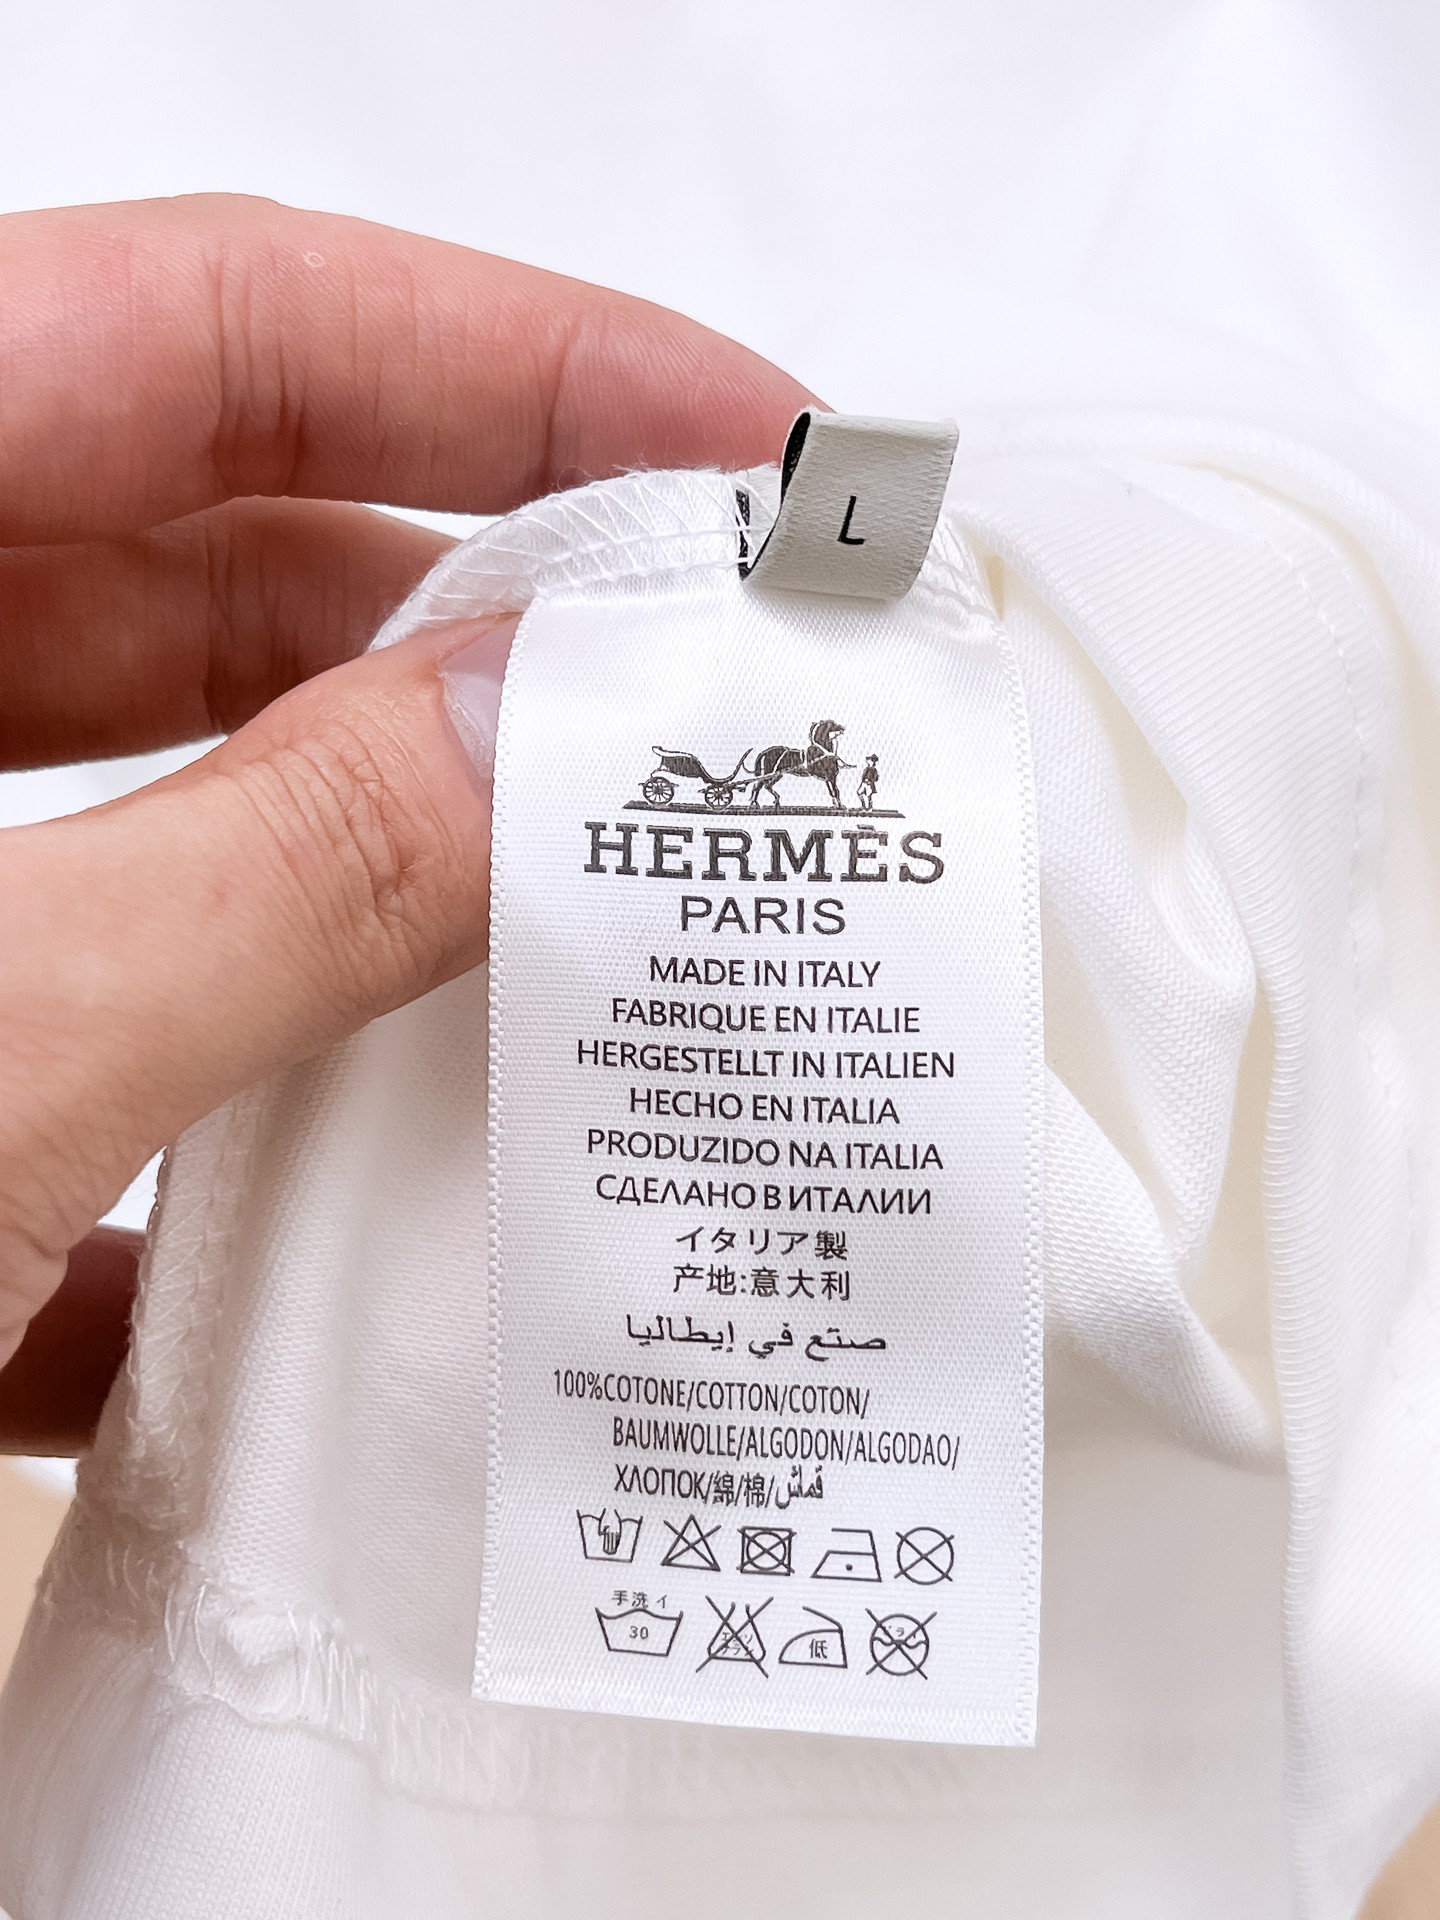 L
HERMÈS
PARIS
MADE IN ITALY
FABRIQUE EN ITALIE
HERGESTELLT IN ITALIEN
HECHO EN ITALIA
PRODUZIDO NA ITALIA
СДЕЛАНО В ИТАЛИИ
イタリア製
产地:意大利
صتع في إيطاليا
100%COTONE/COTTON/COTON/
BAUMWOLLE/ALGODON/ALGODAO/
ХЛОПОК/綿/棉/قماش
手洗イ
30
低